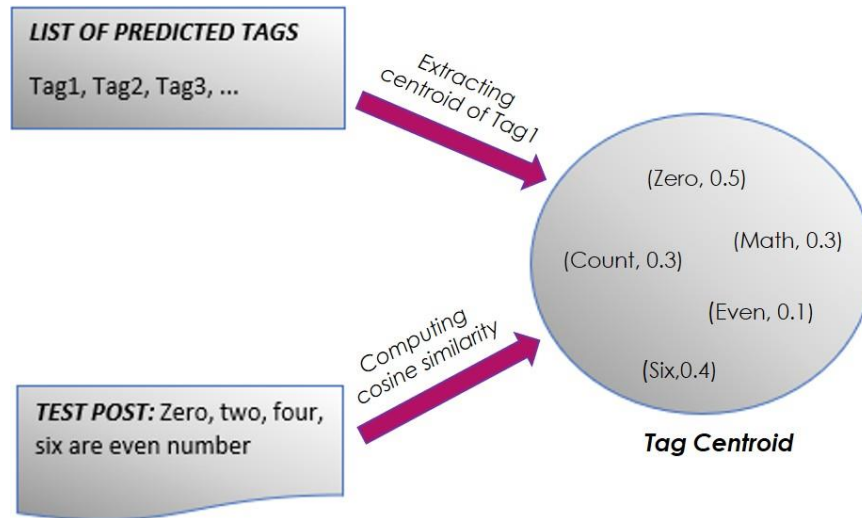 LIST OF PREDICTED TAGS
Tag1, Tag2, Tag3, ...
Extracting
centroid of Tag1
(Zero, 0.5)
(Math, 0.3)
(Count, 0.3)
(Even, 0.1)
(Six,0.4)
Tag Centroid
Computing
cosine similarity
TEST POST: Zero, two, four,
six are even number